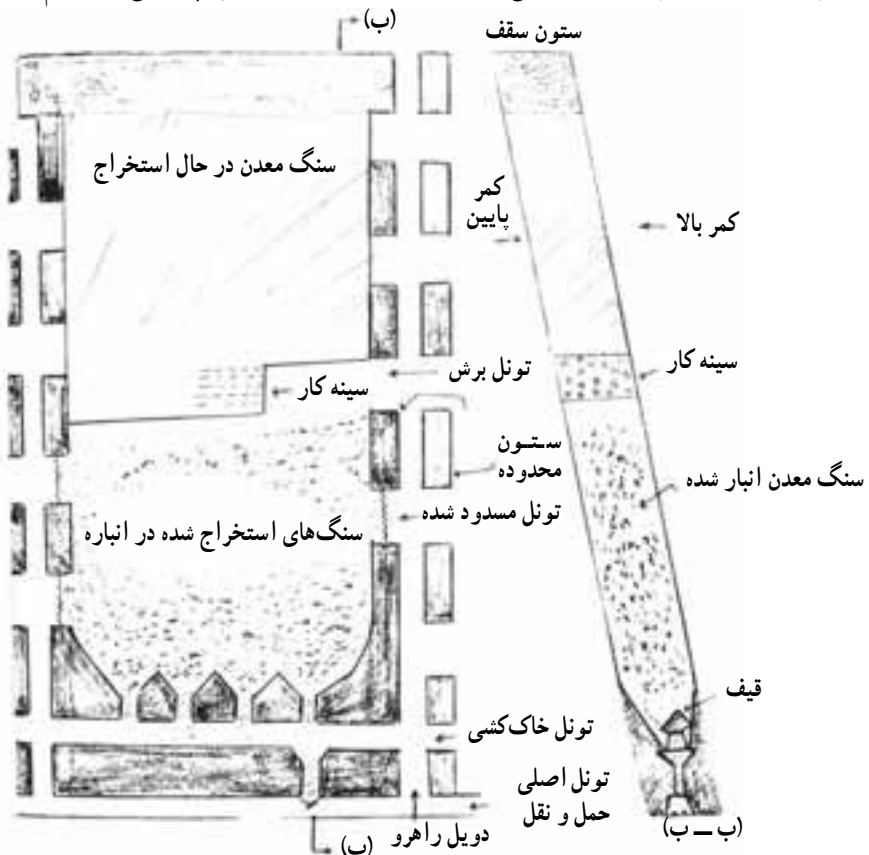 (ب)
ستون سقف
سنگ معدن در حال استخراج
کمر
پایین
کمر بالا
تونل برش
سینه کار
سینه کار
ستون
محدوده
سنگ معدن انبار شده
تونل مسدود شده
سنگ‌های استخراج شده در انباره
قیف
تونل خاک‌کشی
تونل اصلی
حمل و نقل
دویل راهرو
(ب)
(ب – ب)